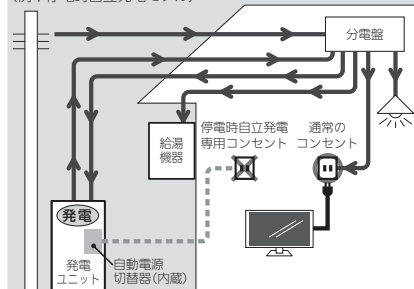 分電盤
停電時自立発電
専用コンセント
通常の
コンセント
給湯
機器
発電
発電
ユニット
自動電源
切替器(内蔵)